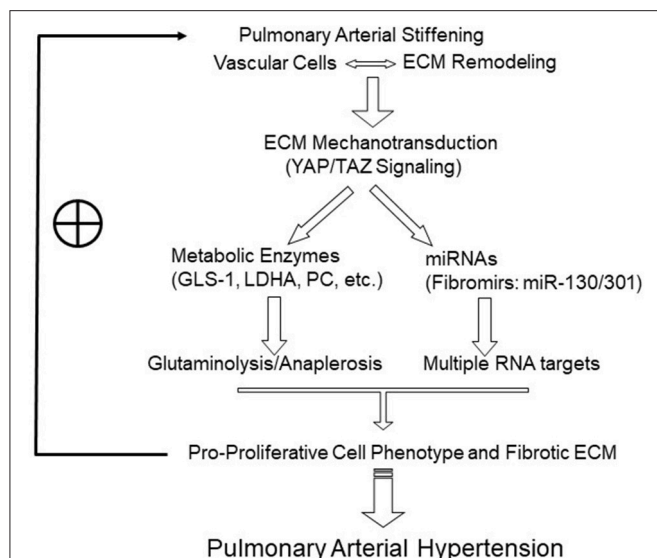 Pulmonary Arterial Stiffening
Vascular Cells ECM Remodeling
ECM Mechanotransduction
(YAP/TAZ Signaling)
Metabolic Enzymes
(GLS-1, LDHA, PC, etc.)
miRNAs
(Fibromirs: miR-130/301)
Glutaminolysis/Anaplerosis
Multiple RNA targets
Pro-Proliferative Cell Phenotype and Fibrotic ECM
Pulmonary Arterial Hypertension